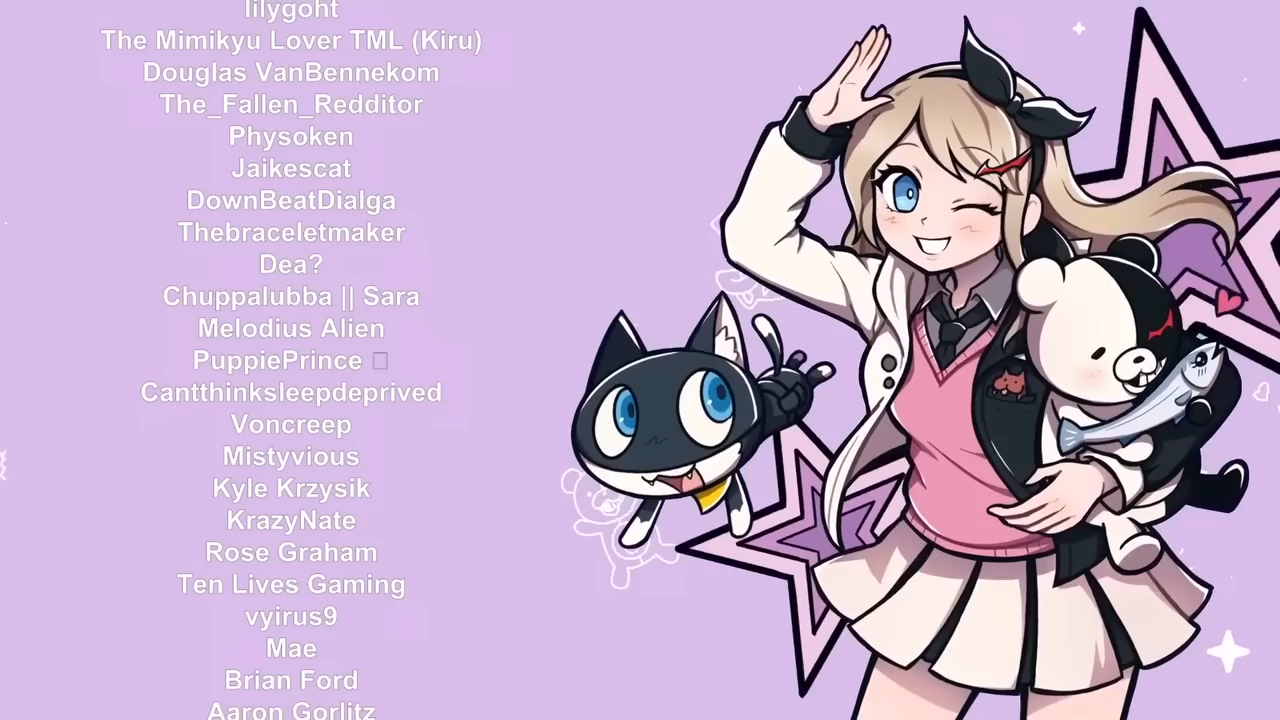 lilygoht
The Mimikyu Lover TML (Kiru)
Douglas VanBennekom
The_Fallen_Redditor
Physoken
Jaikescat
DownBeatDialga
Thebraceletmaker
Dea?
Chuppalubba || Sara
Melodius Alien
PuppiePrince
Cantthinksleepdeprived
Voncreep
Mistyvious
Kyle Krzysik
KrazyNate
Rose Graham
Ten Lives Gaming
vyirus9
Mae
Brian Ford
Aaron Gorlitz